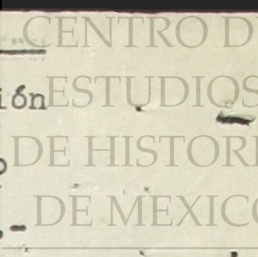 CENTRO D
ión ESTUDIOS
o DE HISTORI
DE MEXICO